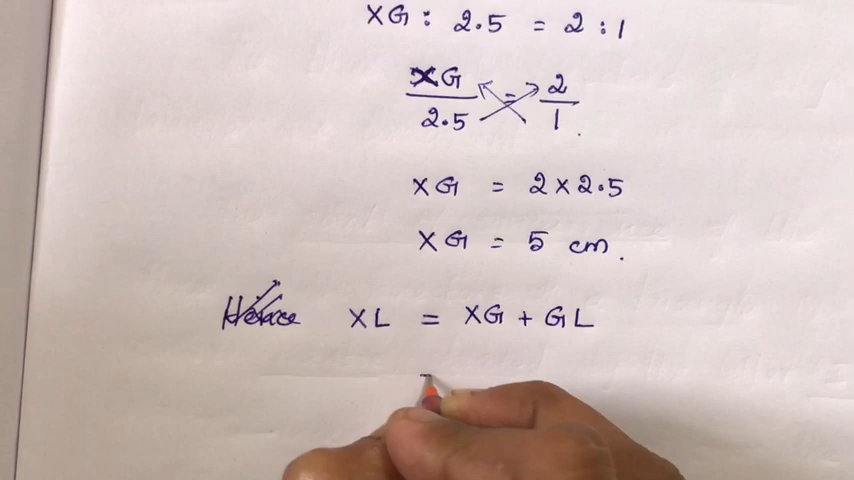 XG : 2.5 = 2 : 1
XG/2.5 = 2/1.
XG = 2 × 2.5
XG = 5 cm.
Hence XL = XG + GL